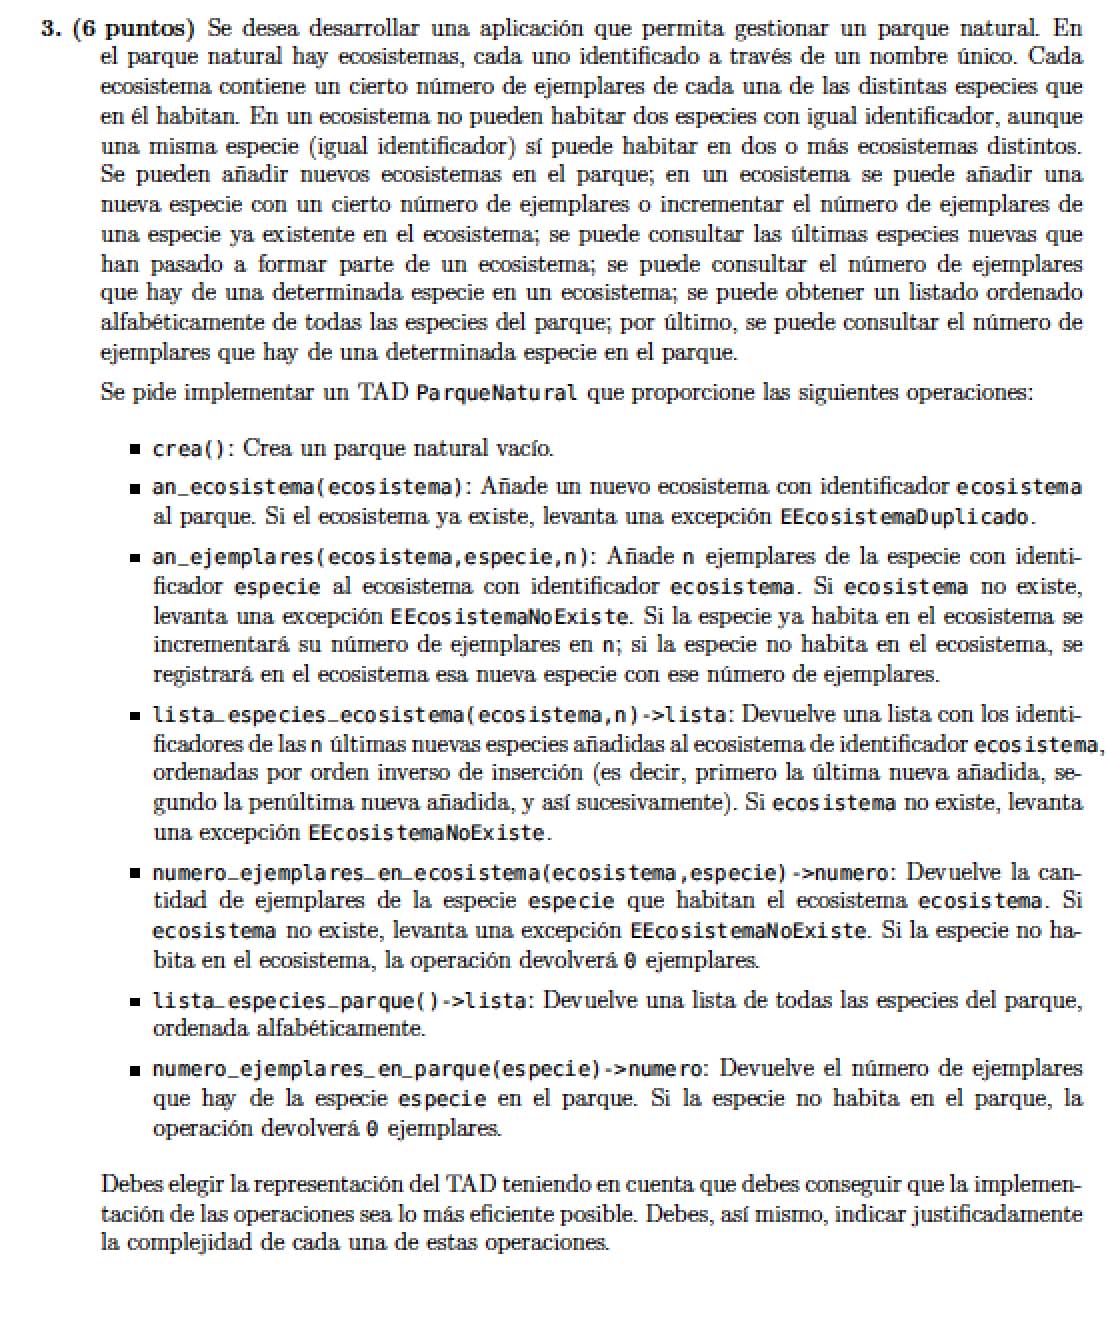 3. (6 puntos) Se desea desarrollar una aplicación que permita gestionar un parque natural. En
el parque natural hay ecosistemas, cada uno identificado a través de un nombre único. Cada
ecosistema contiene un cierto número de ejemplares de cada una de las distintas especies que
en él habitan. En un ecosistema no pueden habitar dos especies con igual identificador, aunque
una misma especie (igual identificador) sí puede habitar en dos o más ecosistemas distintos.
Se pueden añadir nuevos ecosistemas en el parque; en un ecosistema se puede añadir una
nueva especie con un cierto número de ejemplares o incrementar el número de ejemplares de
una especie ya existente en el ecosistema; se puede consultar las últimas especies nuevas que
han pasado a formar parte de un ecosistema; se puede consultar el número de ejemplares
que hay de una determinada especie en un ecosistema; se puede obtener un listado ordenado
alfabéticamente de todas las especies del parque; por último, se puede consultar el número de
ejemplares que hay de una determinada especie en el parque.
Se pide implementar un TAD ParqueNatural que proporcione las siguientes operaciones:
▪ crea(): Crea un parque natural vacío.
▪ an_ecosistema(ecosistema): Añade un nuevo ecosistema con identificador ecosistema
al parque. Si el ecosistema ya existe, levanta una excepción EEcosistemaDuplicado.
▪ an_ejemplares(ecosistema,especie,n): Añade n ejemplares de la especie con identi-
ficador especie al ecosistema con identificador ecosistema. Si ecosistema no existe,
levanta una excepción EEcosistemaNoExiste. Si la especie ya habita en el ecosistema se
incrementará su número de ejemplares en n; si la especie no habita en el ecosistema, se
registrará en el ecosistema esa nueva especie con ese número de ejemplares.
▪ lista_especies_ecosistema(ecosistema,n)->lista: Devuelve una lista con los identi-
ficadores de las n últimas nuevas especies añadidas al ecosistema de identificador ecosistema,
ordenadas por orden inverso de inserción (es decir, primero la última nueva añadida, se-
gundo la penúltima nueva añadida, y así sucesivamente). Si ecosistema no existe, levanta
una excepción EEcosistemaNoExiste.
▪ numero_ejemplares_en_ecosistema(ecosistema,especie)->numero: Devuelve la can-
tidad de ejemplares de la especie especie que habitan el ecosistema ecosistema. Si
ecosistema no existe, levanta una excepción EEcosistemaNoExiste. Si la especie no ha-
bita en el ecosistema, la operación devolverá 0 ejemplares.
▪ lista_especies_parque()->lista: Devuelve una lista de todas las especies del parque,
ordenada alfabéticamente.
▪ numero_ejemplares_en_parque(especie)->numero: Devuelve el número de ejemplares
que hay de la especie especie en el parque. Si la especie no habita en el parque, la
operación devolverá 0 ejemplares.
Debes elegir la representación del TAD teniendo en cuenta que debes conseguir que la implemen-
tación de las operaciones sea lo más eficiente posible. Debes, así mismo, indicar justificadamente
la complejidad de cada una de estas operaciones.